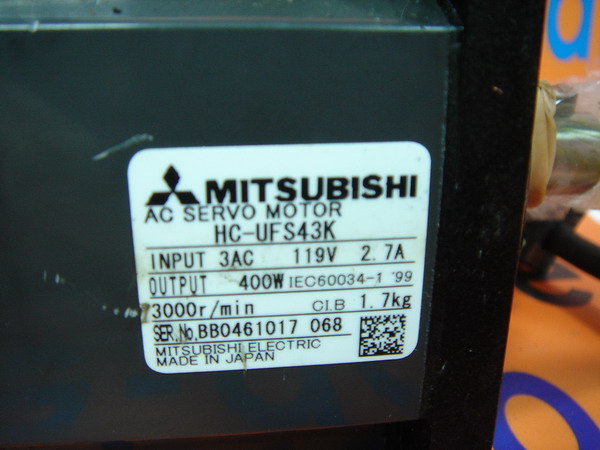 MITSUBISHI
AC SERVO MOTOR
HC-UFS43K
INPUT 3AC 119V 2.7A
OUTPUT 400W IEC60034-1 '99
3000r/min CI.B 1.7kg
SER.No.BB0461017 068
MITSUBISHI ELECTRIC
MADE IN JAPAN